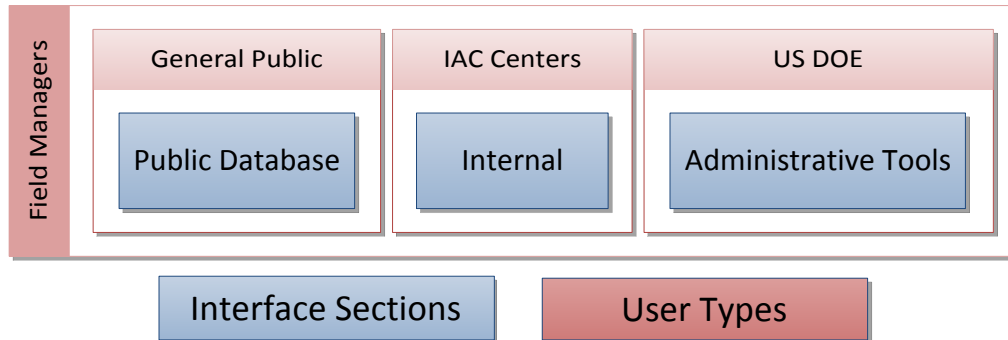 Field Managers
General Public
IAC Centers
US DOE
Public Database
Internal
Administrative Tools
Interface Sections
User Types